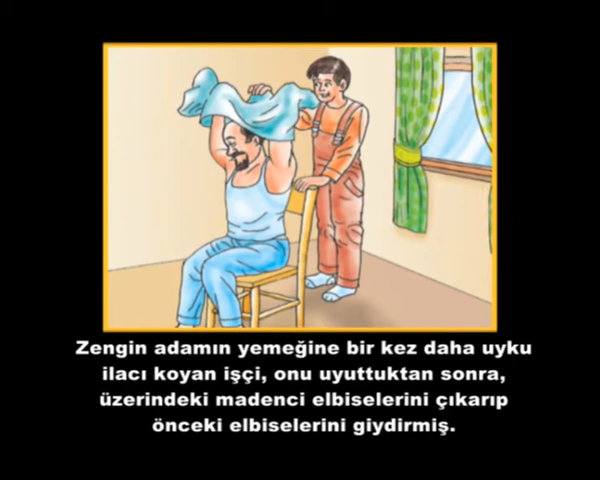 Zengin adamın yemeğine bir kez daha uyku
ilacı koyan işçi, onu uyuttuktan sonra,
üzerindeki madenci elbiselerini çıkarıp
önceki elbiselerini giydirmiş.